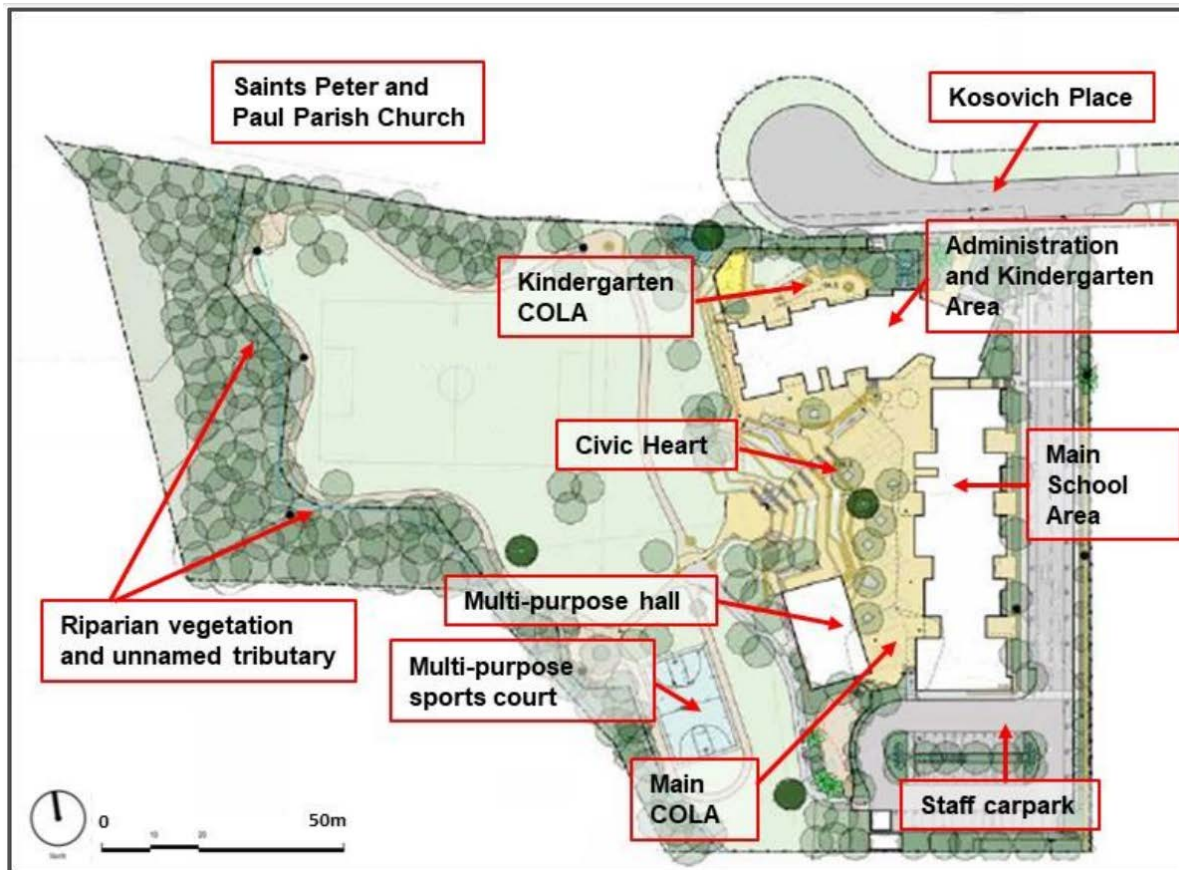 Saints Peter and
Paul Parish Church
Kosovich Place
Administration
and Kindergarten
Area
Kindergarten
COLA
Civic Heart
Main
School
Area
Multi-purpose hall
Riparian vegetation
and unnamed tributary
Multi-purpose
sports court
Main
COLA
Staff carpark
0
10
20
50m
North